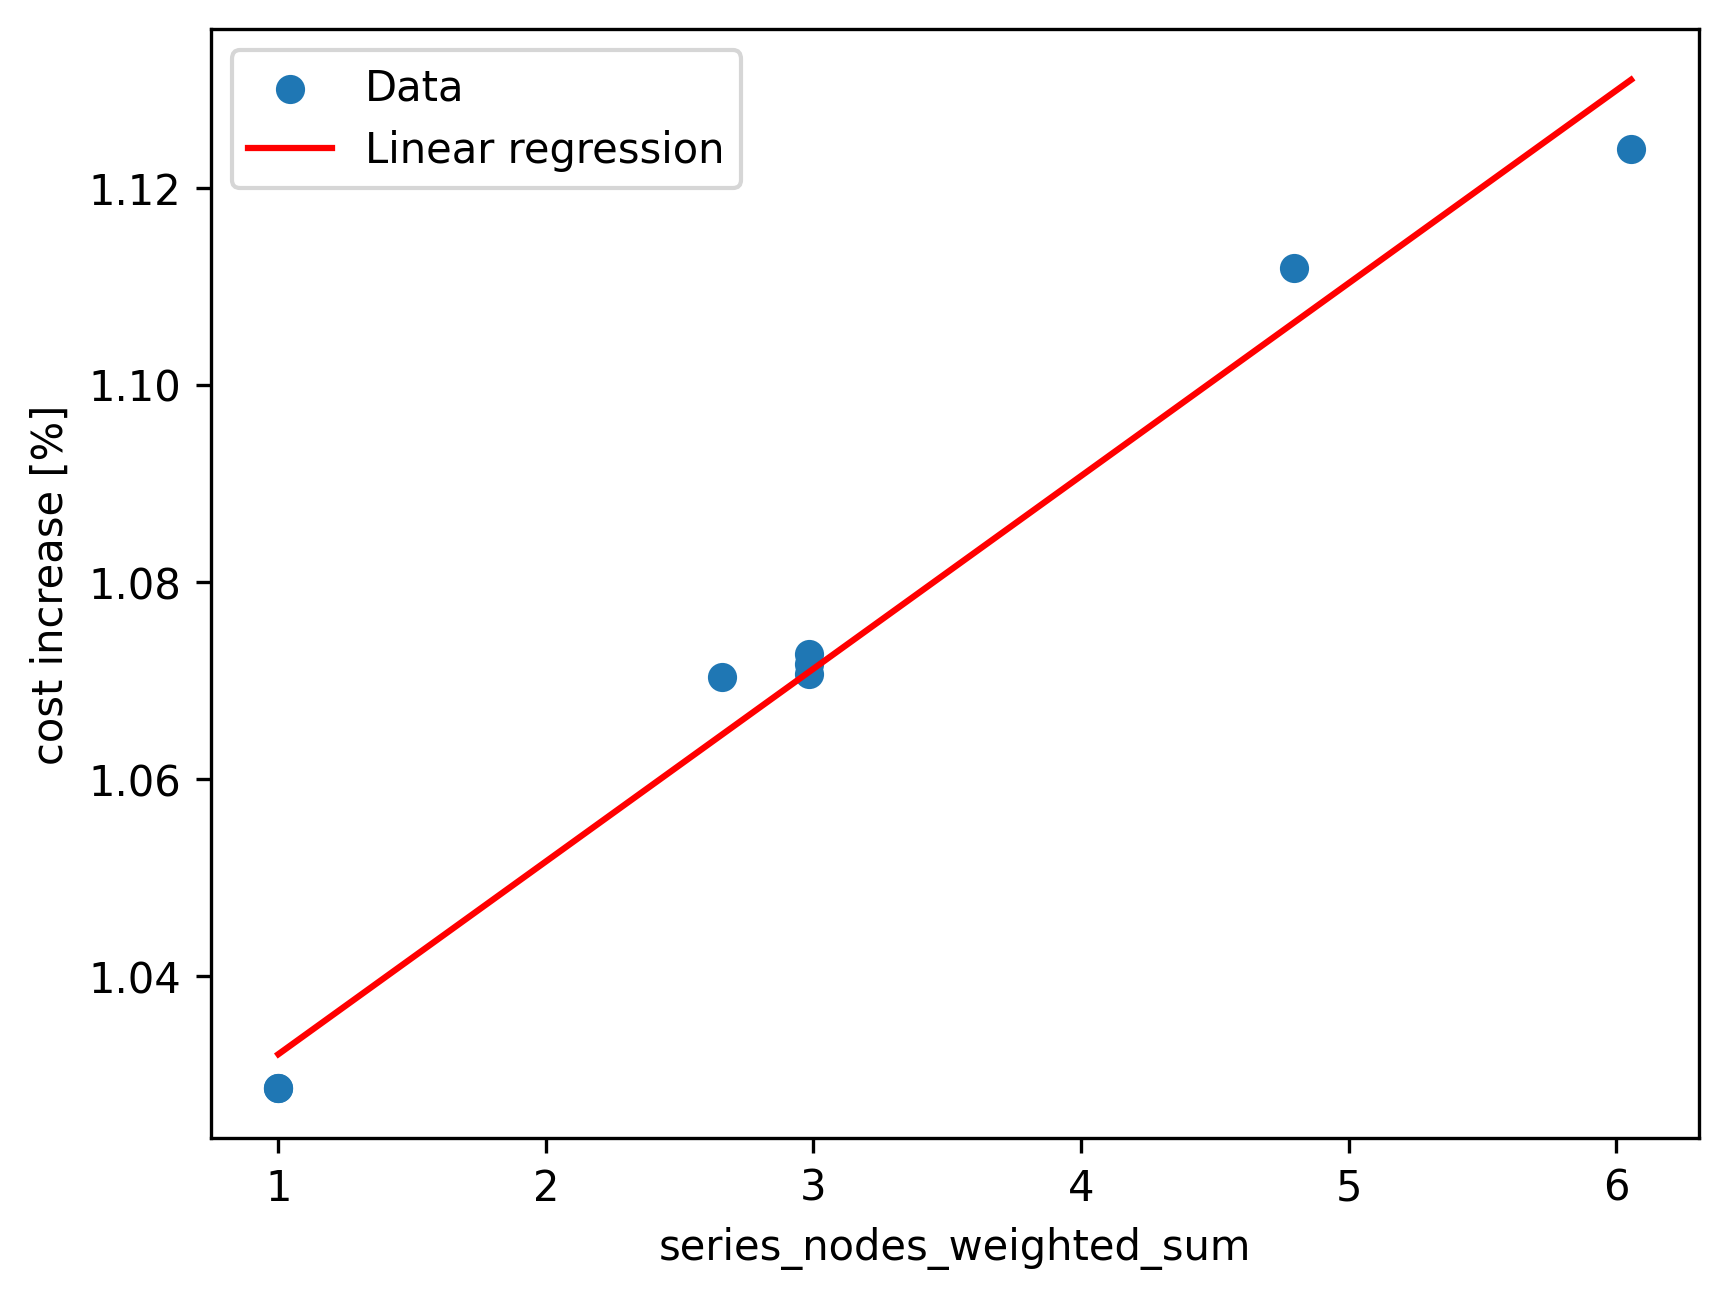 Data
Linear regression
1.12
1.10
1.08
1.06
1.04
cost increase [%]
1 2 3 4 5 6
series_nodes_weighted_sum